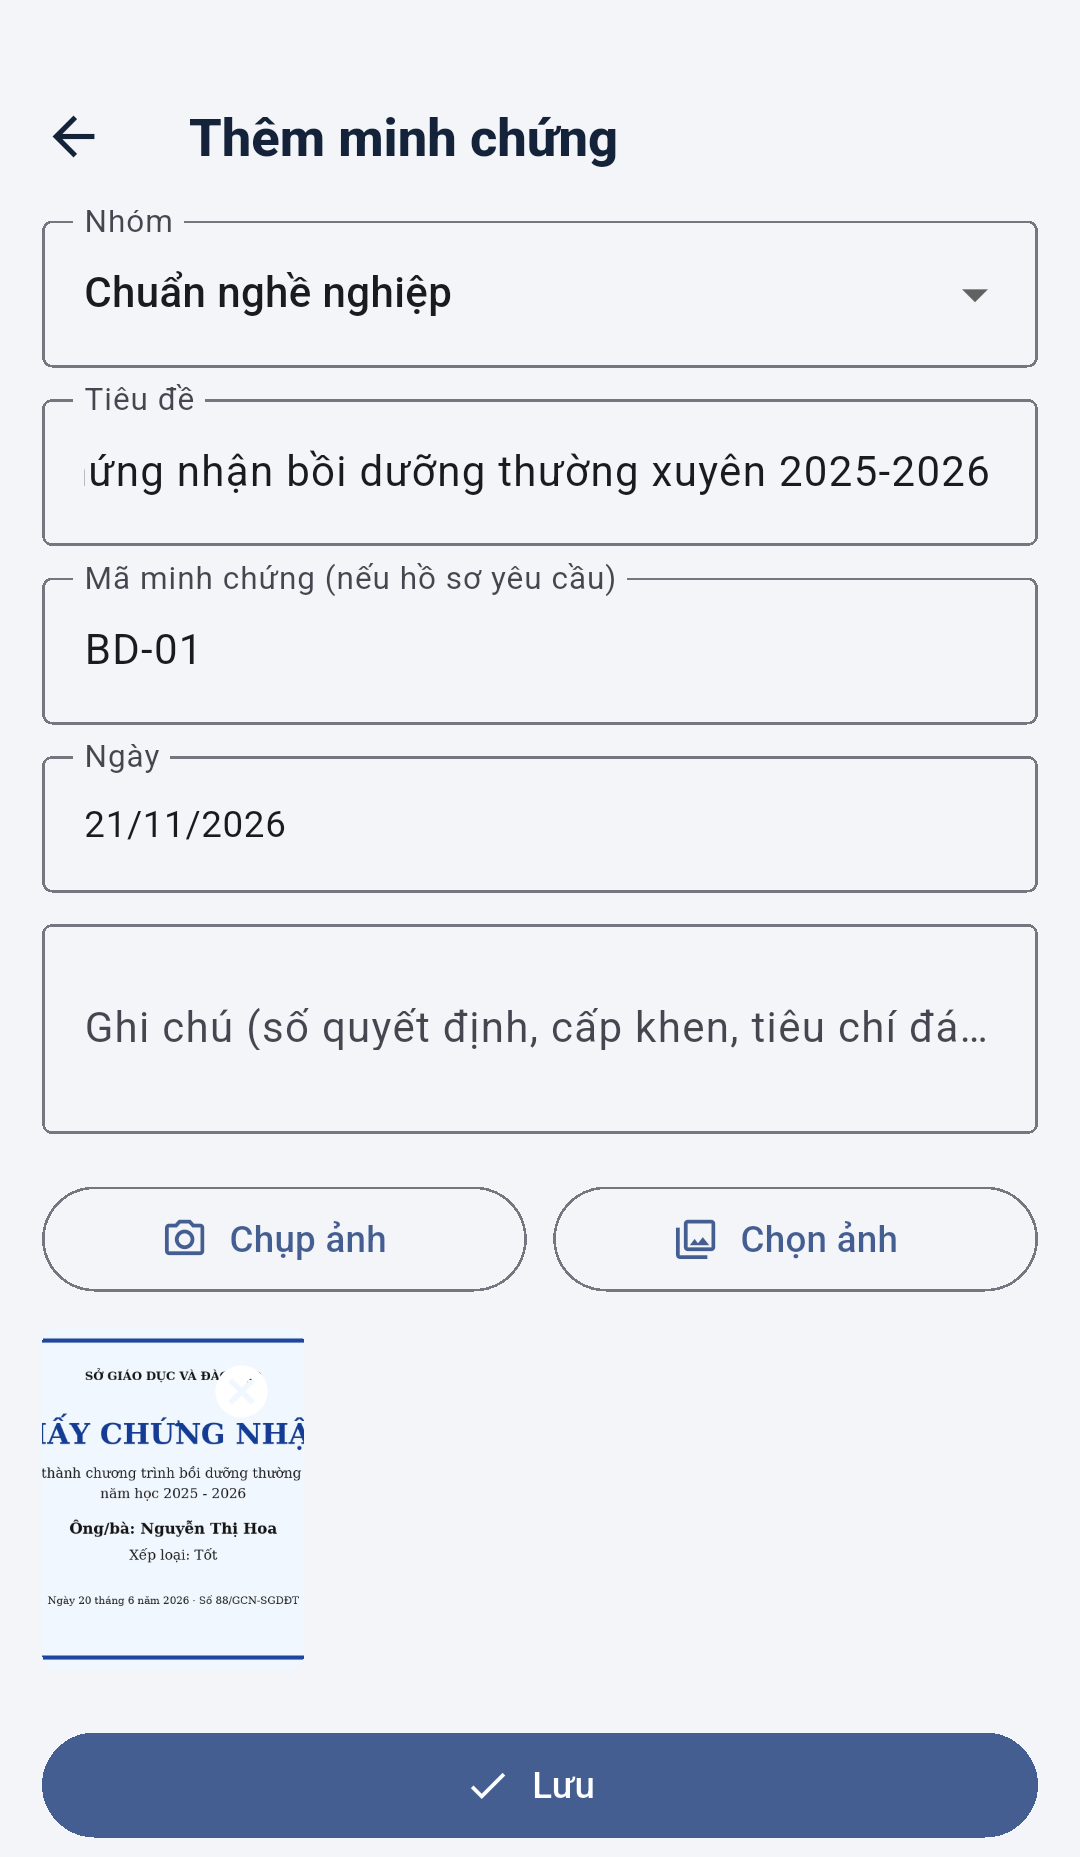 Thêm minh chứng
Nhóm
Chuẩn nghề nghiệp
Tiêu đề
ứng nhận bồi dưỡng thường xuyên 2025-2026
Mã minh chứng (nếu hồ sơ yêu cầu)
BD-01
Ngày
21/11/2026
Ghi chú (số quyết định, cấp khen, tiêu chí đá…
Chụp ảnh
Chọn ảnh
SỞ GIÁO DỤC VÀ
ẤY CHỨNG NHẬ
thành chương trình bồi dưỡng thường
năm học 2025 - 2026
Ông/bà: Nguyễn Thị Hoa
Xếp loại: Tốt
Ngày 20 tháng 6 năm 2026 · Số 88/GCN-SGDĐT
Lưu